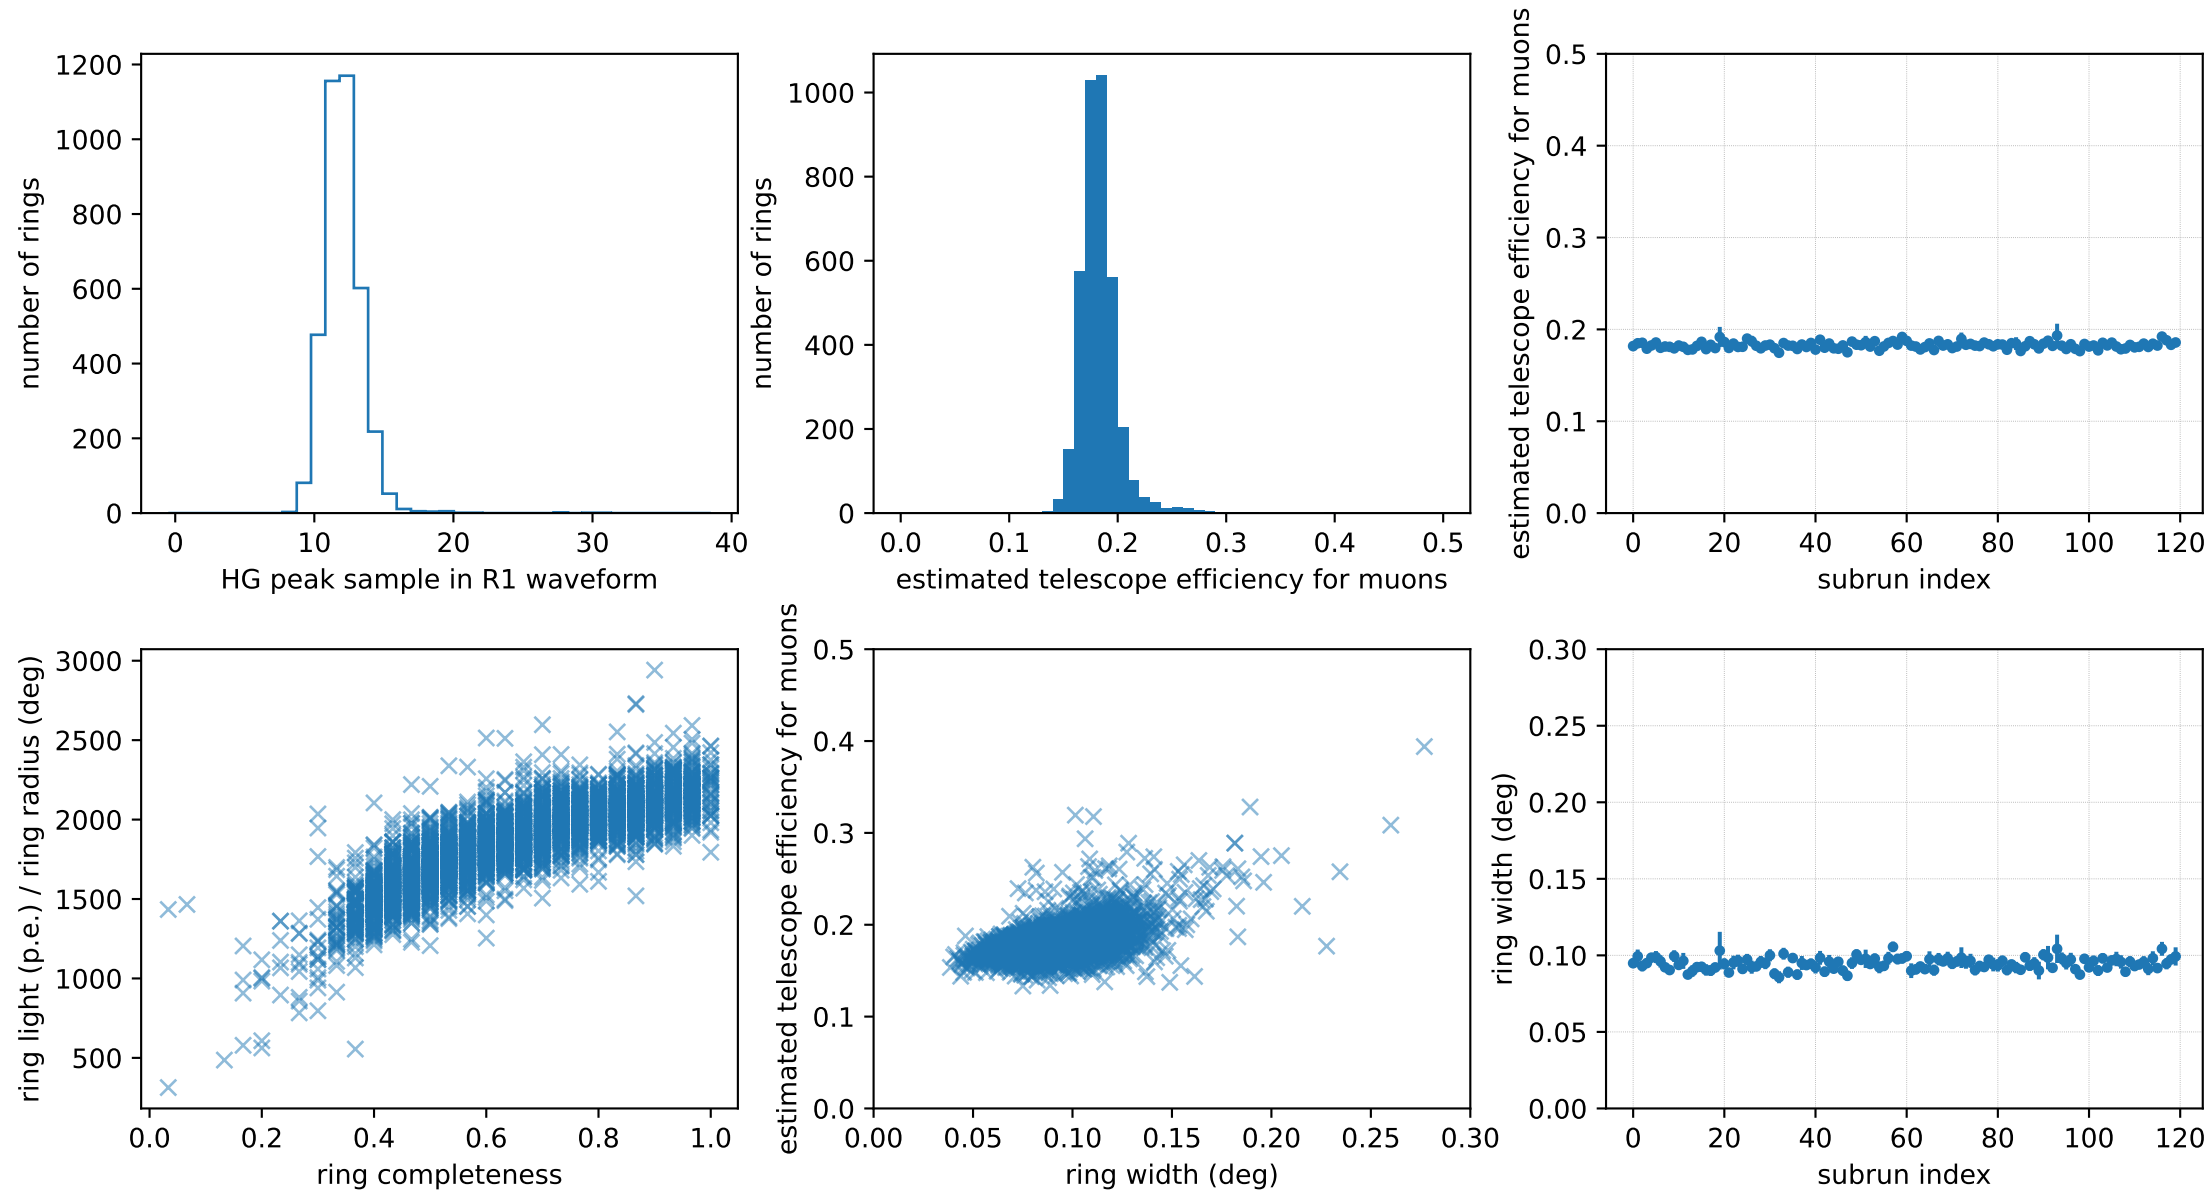 number of rings
1200
1000
800
600
400
200
0
0 10 20 30 40
HG peak sample in R1 waveform
number of rings
1000
800
600
400
200
0
0.0 0.1 0.2 0.3 0.4 0.5
estimated telescope efficiency for muons
estimated telescope efficiency for muons
0.5
0.4
0.3
0.2
0.1
0.0
0 20 40 60 80 100 120
subrun index
ring light (p.e.) / ring radius (deg)
3000
2500
2000
1500
1000
500
0.0 0.2 0.4 0.6 0.8 1.0
ring completeness
estimated telescope efficiency for muons
0.5
0.4
0.3
0.2
0.1
0.0
0.00 0.05 0.10 0.15 0.20 0.25 0.30
ring width (deg)
ring width (deg)
0.30
0.25
0.20
0.15
0.10
0.05
0.00
0 20 40 60 80 100 120
subrun index